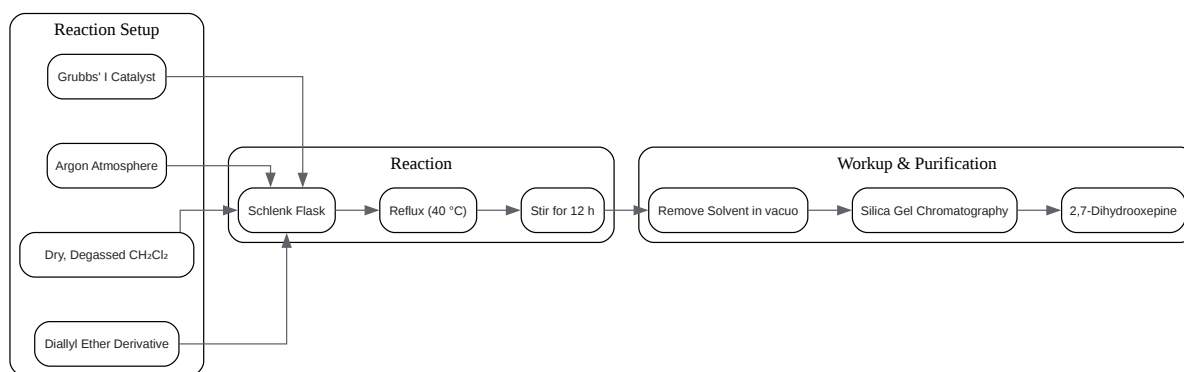 Reaction Setup
Grubbs' I Catalyst
Argon Atmosphere
Dry, Degassed CH₂Cl₂
Diallyl Ether Derivative
Reaction
Schlenk Flask
Reflux (40 °C)
Stir for 12 h
Workup & Purification
Remove Solvent in vacuo
Silica Gel Chromatography
2,7-Dihydrooxepine